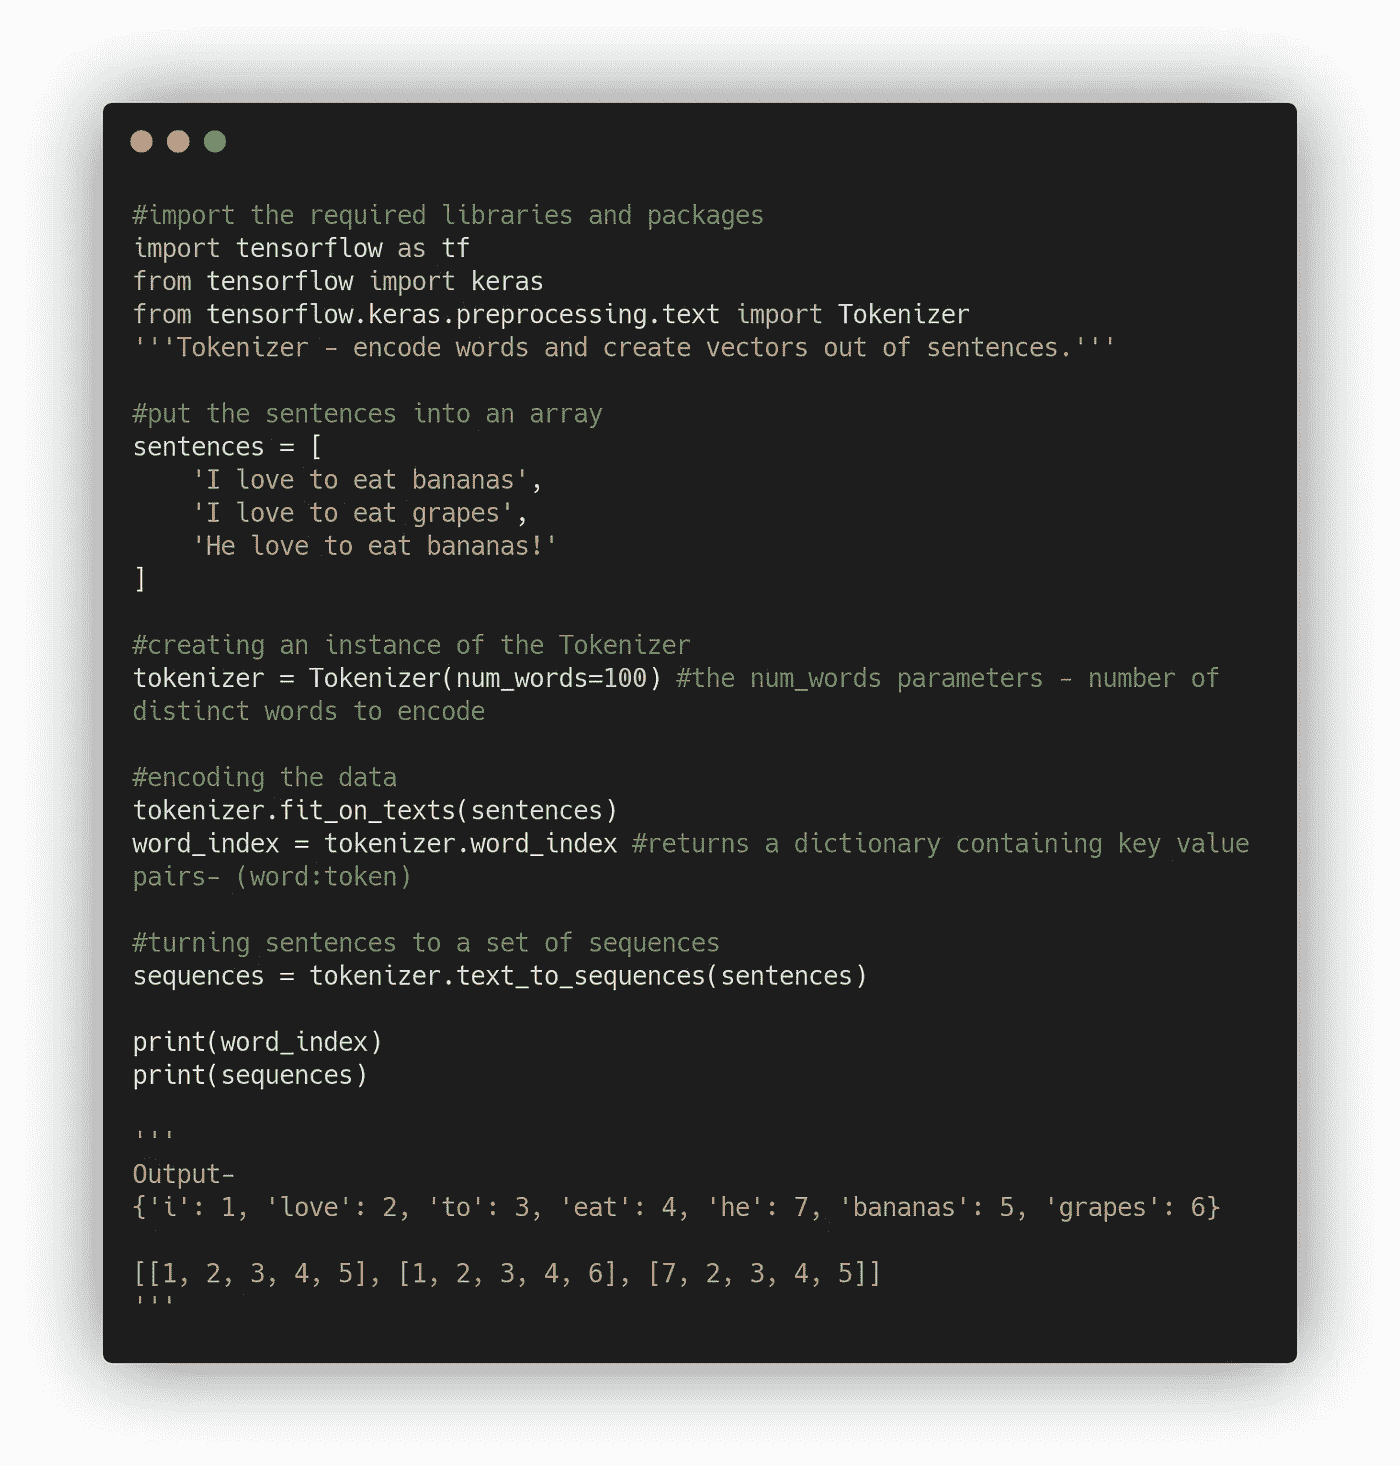 #import the required libraries and packages
import tensorflow as tf
from tensorflow import keras
from tensorflow.keras.preprocessing.text import Tokenizer
'''Tokenizer - encode words and create vectors out of sentences.'''
#put the sentences into an array
sentences = [
    'I love to eat bananas',
    'I love to eat grapes',
    'He love to eat bananas!'
]
#creating an instance of the Tokenizer
tokenizer = Tokenizer(num_words=100) #the num_words parameters - number of
distinct words to encode
#encoding the data
tokenizer.fit_on_texts(sentences)
word_index = tokenizer.word_index #returns a dictionary containing key value
pairs- (word:token)
#turning sentences to a set of sequences
sequences = tokenizer.text_to_sequences(sentences)
print(word_index)
print(sequences)
'''
Output-
{'i': 1, 'love': 2, 'to': 3, 'eat': 4, 'he': 7, 'bananas': 5, 'grapes': 6}
[[1, 2, 3, 4, 5], [1, 2, 3, 4, 6], [7, 2, 3, 4, 5]]
'''